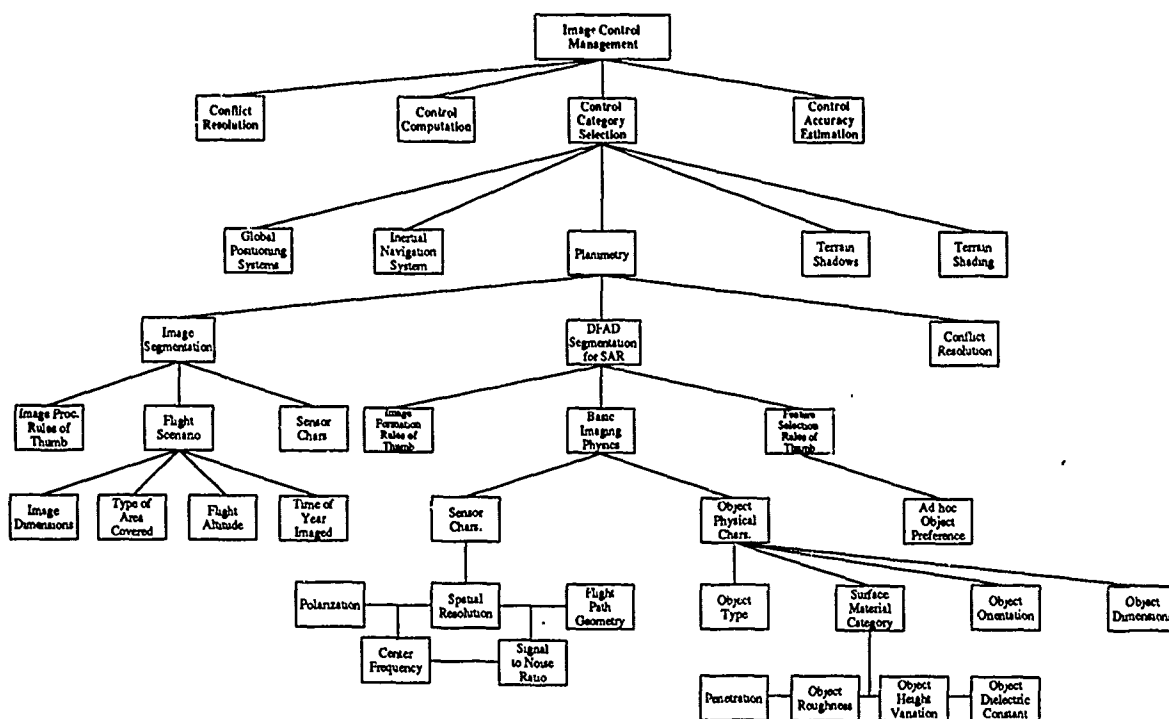 Image Control
Management
Conflict
Resolution
Control
Computation
Control
Category
Selection
Control
Accuracy
Estimation
Global
Positioning
Systems
Inertial
Navigation
System
Planimetry
Terrain
Shadows
Terrain
Shading
Image
Segmentation
DFAD
Segmentation
for SAR
Conflict
Resolution
Image Proc.
Rules of
Thumb
Flight
Scenario
Sensor
Chars
Image
Formation
Rules of
Thumb
Basic
Imaging
Physics
Feature
Selection
Rules of
Thumb
Image
Dimensions
Type of
Area
Covered
Flight
Altitude
Time of
Year
Imaged
Sensor
Chars.
Object
Physical
Chars.
Ad hoc
Object
Preference
Polarization
Spatial
Resolution
Flight
Path
Geometry
Object
Type
Surface
Material
Category
Object
Orientation
Object
Dimensions
Center
Frequency
Signal
to Noise
Ratio
Penetration
Object
Roughness
Object
Height
Variation
Object
Dielectric
Constant